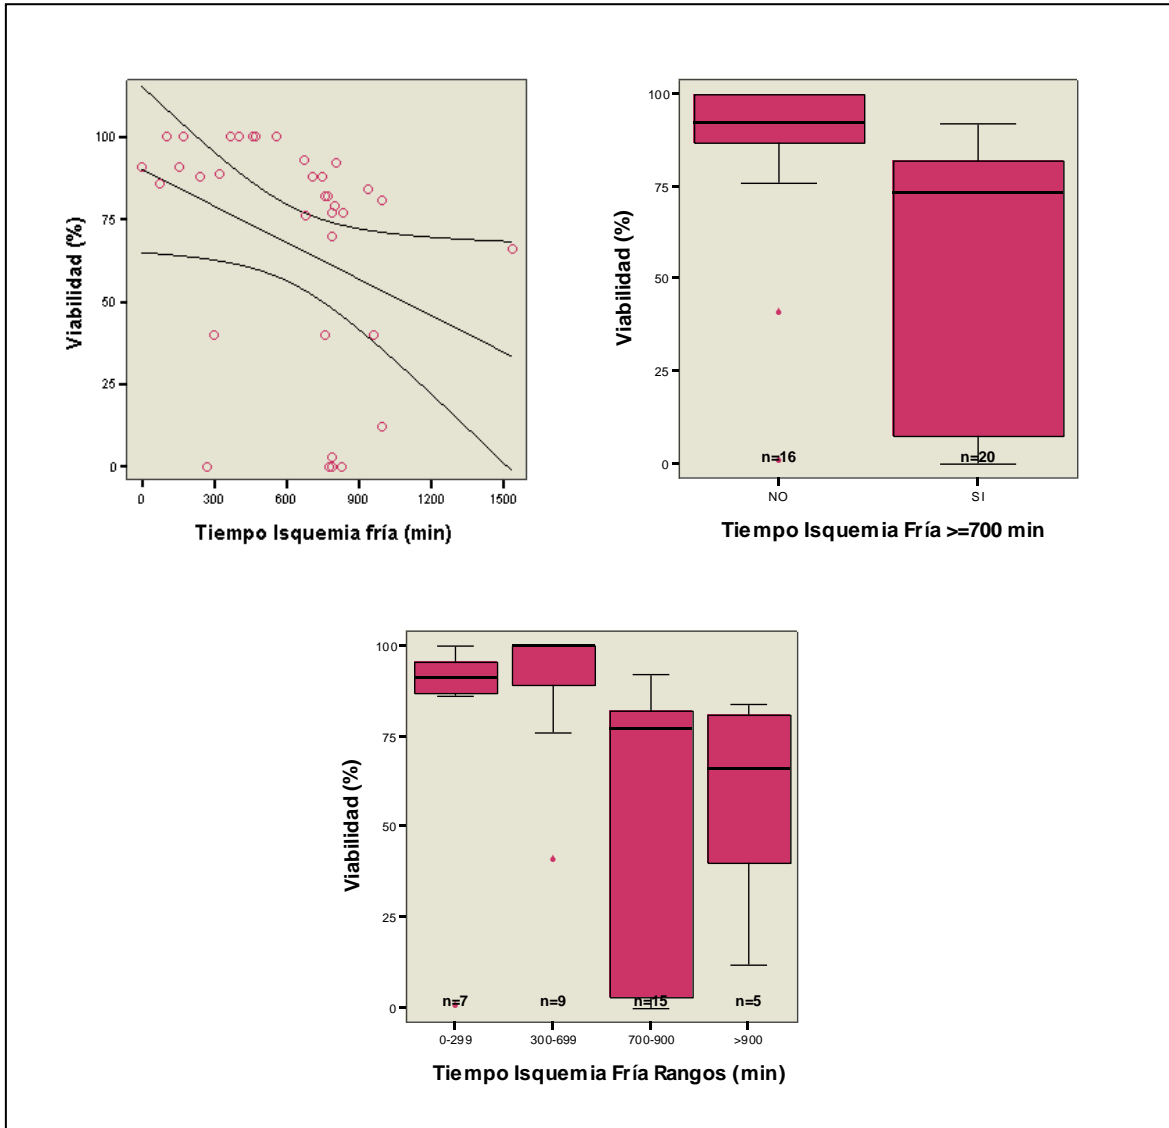 100
75
50
25
0
Viabilidad (%)
0 300 600 900 1200 1500
Tiempo Isquemia fría (min)
100
75
50
25
0
Viabilidad (%)
n=16 n=20
NO SI
Tiempo Isquemia Fría >=700 min
100
75
50
25
0
Viabilidad (%)
n=7 n=9 n=15 n=5
0-299 300-699 700-900 >900
Tiempo Isquemia Fría Rangos (min)